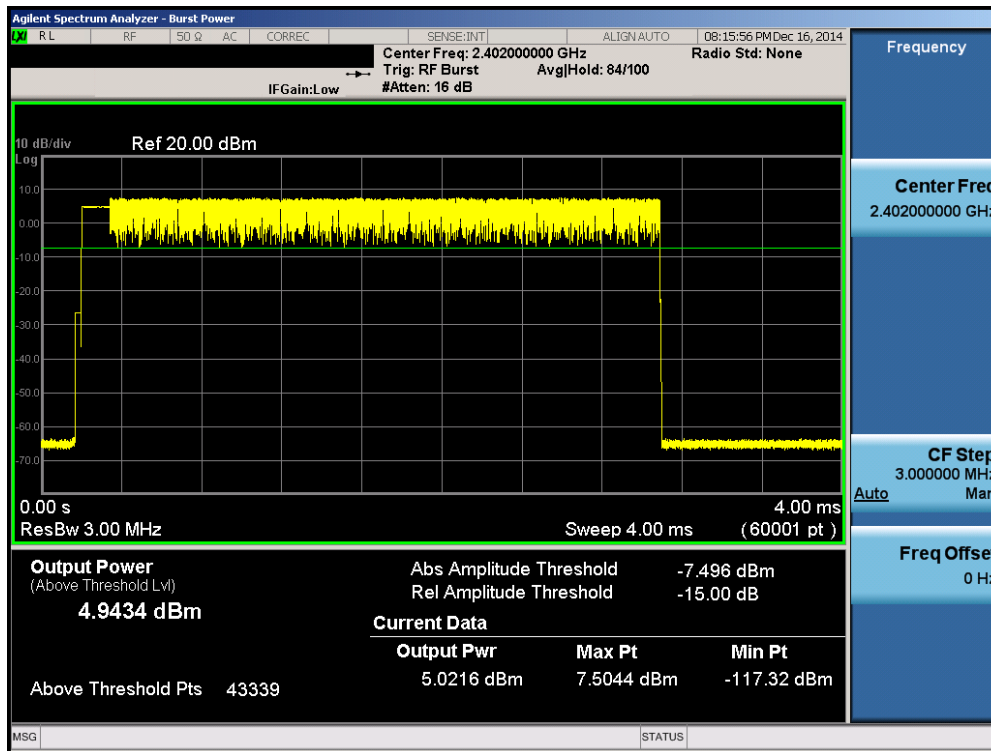 Agilent Spectrum Analyzer - Burst Power
LXI RL RF 50 Ω AC CORREC SENSE:INT ALIGN AUTO 08:15:56 PM Dec 16, 2014
Center Freq: 2.402000000 GHz Radio Std: None
Trig: RF Burst Avg|Hold: 84/100
IFGain:Low #Atten: 16 dB
10 dB/div Ref 20.00 dBm
Log
10.0
0.00
-10.0
-20.0
-30.0
-40.0
-50.0
-60.0
-70.0
0.00 s 4.00 ms
ResBw 3.00 MHz Sweep 4.00 ms (60001 pt)
Output Power
(Above Threshold Lvl)
4.9434 dBm
Above Threshold Pts 43339
Abs Amplitude Threshold -7.496 dBm
Rel Amplitude Threshold -15.00 dB
Current Data
Output Pwr Max Pt Min Pt
5.0216 dBm 7.5044 dBm -117.32 dBm
MSG STATUS
Frequency
Center Freq
2.402000000 GHz
CF Step
3.000000 MHz
Auto Man
Freq Offse
0 Hz